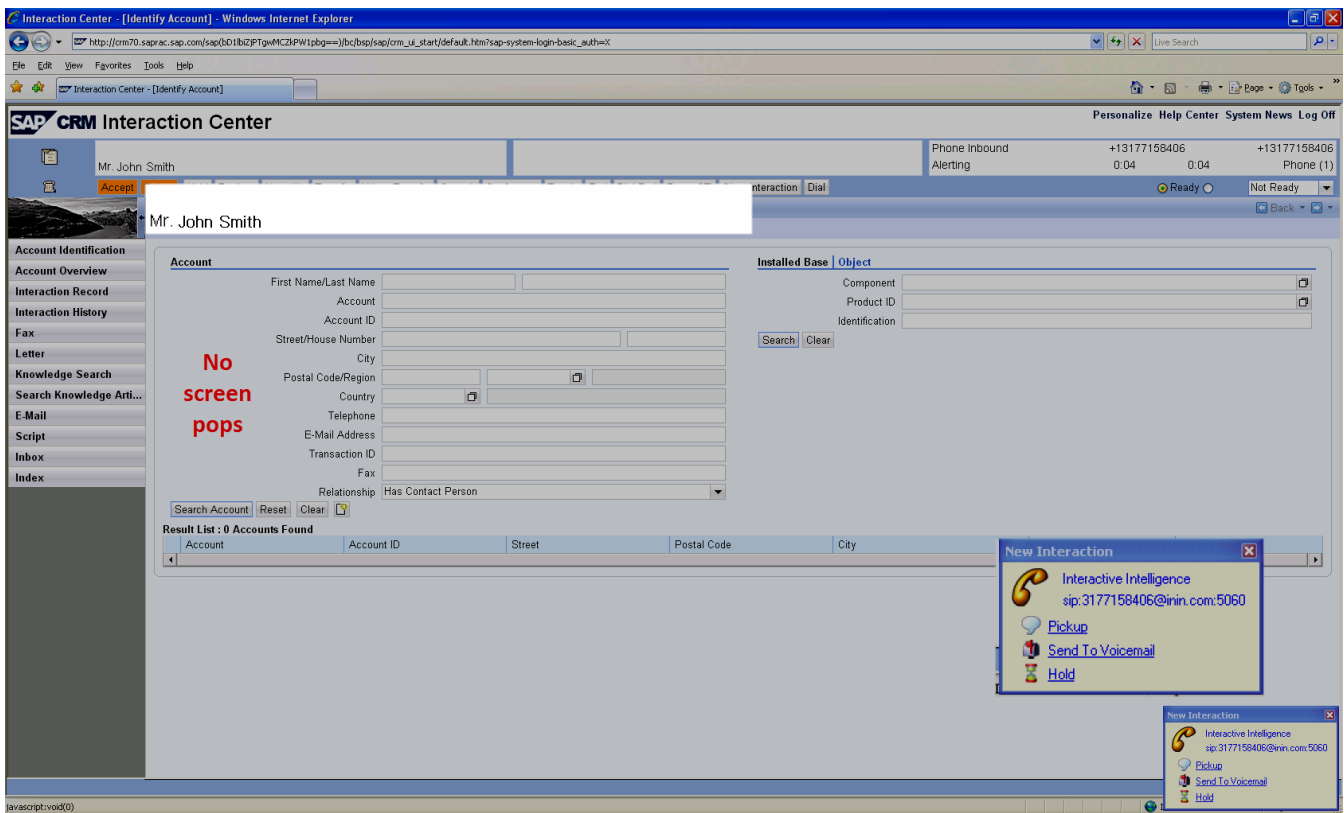 Interaction Center - [Identify Account] - Windows Internet Explorer
http://crm70.saprac.sap.com/sap(bD1lbiZjPTgwMCZkPW1pbg==)/bc/bsp/sap/crm_ui_start/default.htm?sap-system-login-basic_auth=X
Live Search
File Edit View Favorites Tools Help
Interaction Center - [Identify Account]
Page Tools
SAP CRM Interaction Center
Personalize Help Center System News Log Off
Mr. John Smith
Phone Inbound +13177158406 +13177158406
Alerting 0:04 0:04 Phone (1)
Accept
Interaction Dial
Ready
Not Ready
Back
Mr. John Smith
Account Identification
Account Overview
Interaction Record
Interaction History
Fax
Letter
Knowledge Search
Search Knowledge Arti...
E-Mail
Script
Inbox
Index
No
screen
pops
Account
First Name/Last Name
Account
Account ID
Street/House Number
City
Postal Code/Region
Country
Telephone
E-Mail Address
Transaction ID
Fax
Relationship Has Contact Person
Search Account Reset Clear
Installed Base Object
Component
Product ID
Identification
Search Clear
Result List : 0 Accounts Found
Account Account ID Street Postal Code City
New Interaction
Interactive Intelligence
sip:3177158406@inin.com:5060
Pickup
Send To Voicemail
Hold
New Interaction
Interactive Intelligence
sip:3177158406@inin.com:5060
Pickup
Send To Voicemail
Hold
javascript:void(0)